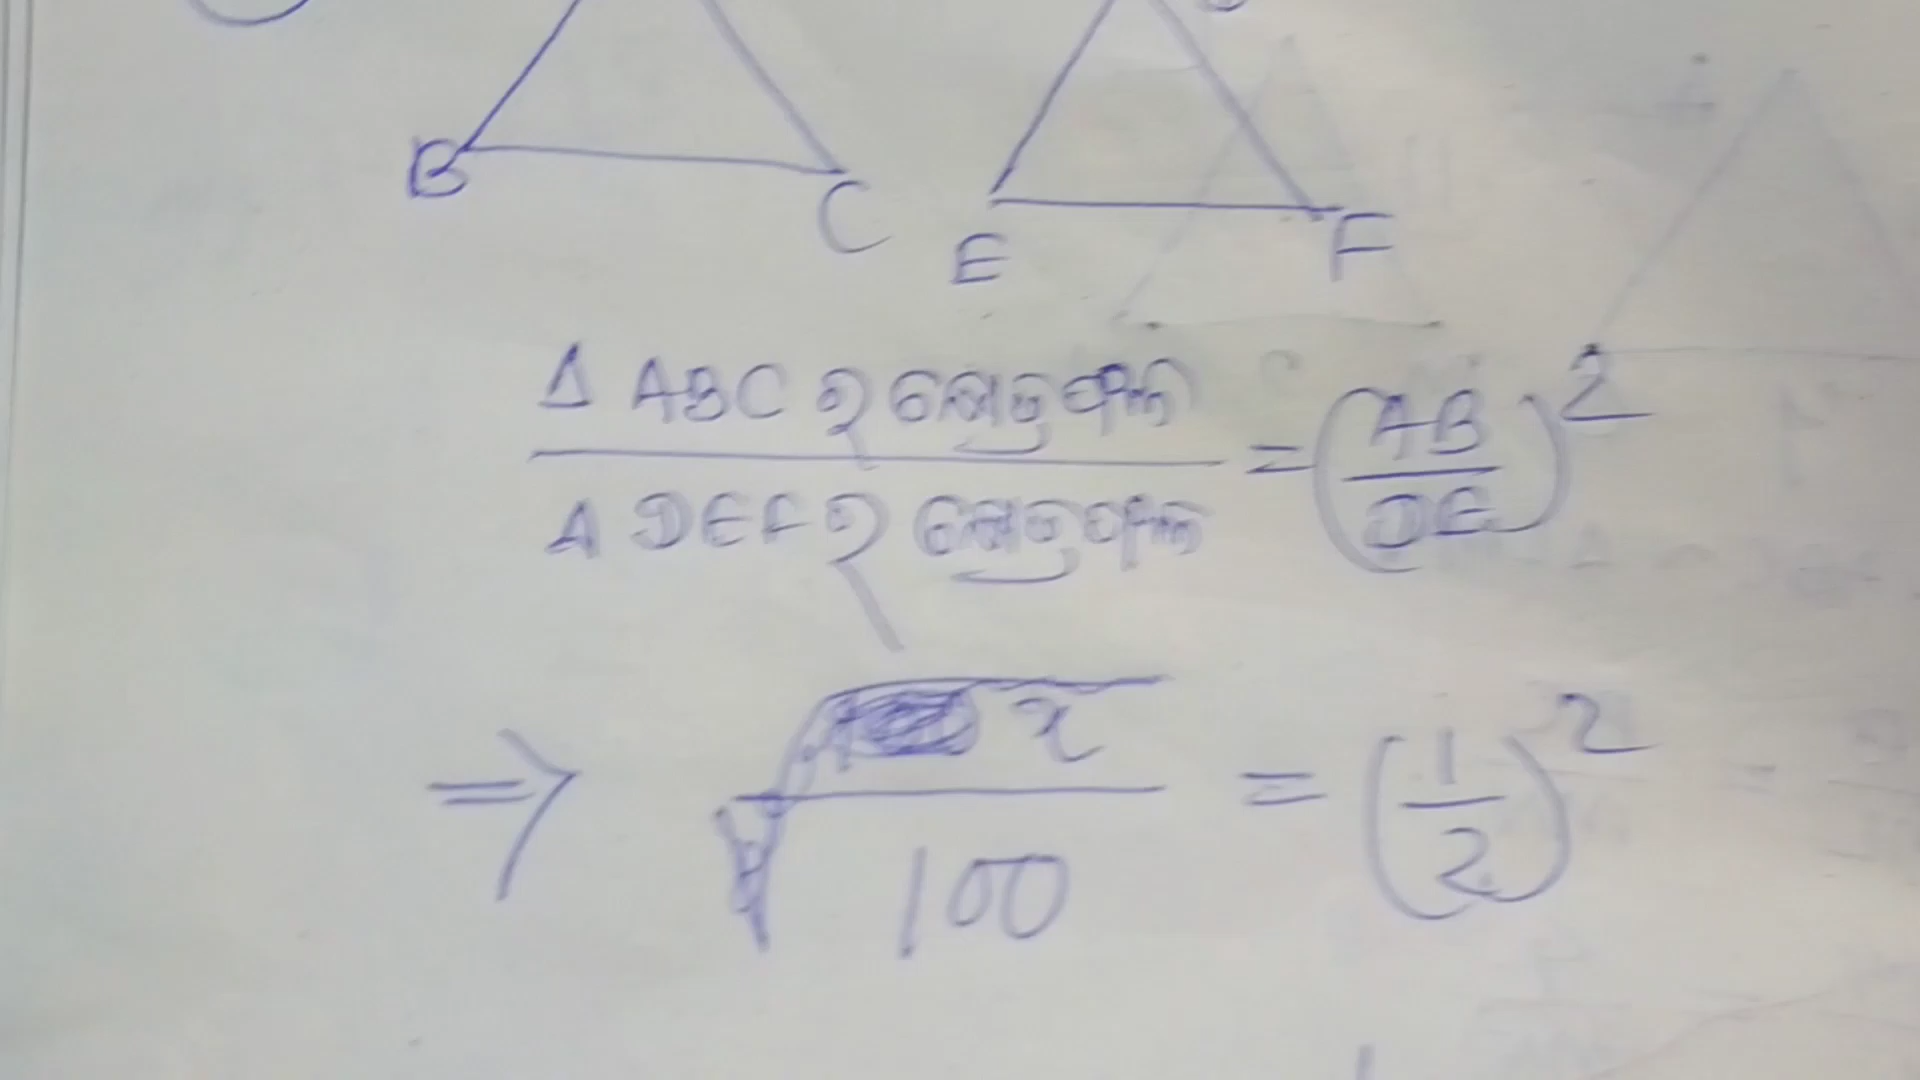 B C E F
Δ ABC ର କ୍ଷେତ୍ରଫଳ / Δ DEF ର କ୍ଷେତ୍ରଫଳ = (AB/DE)²
⇒ x/100 = (1/2)²